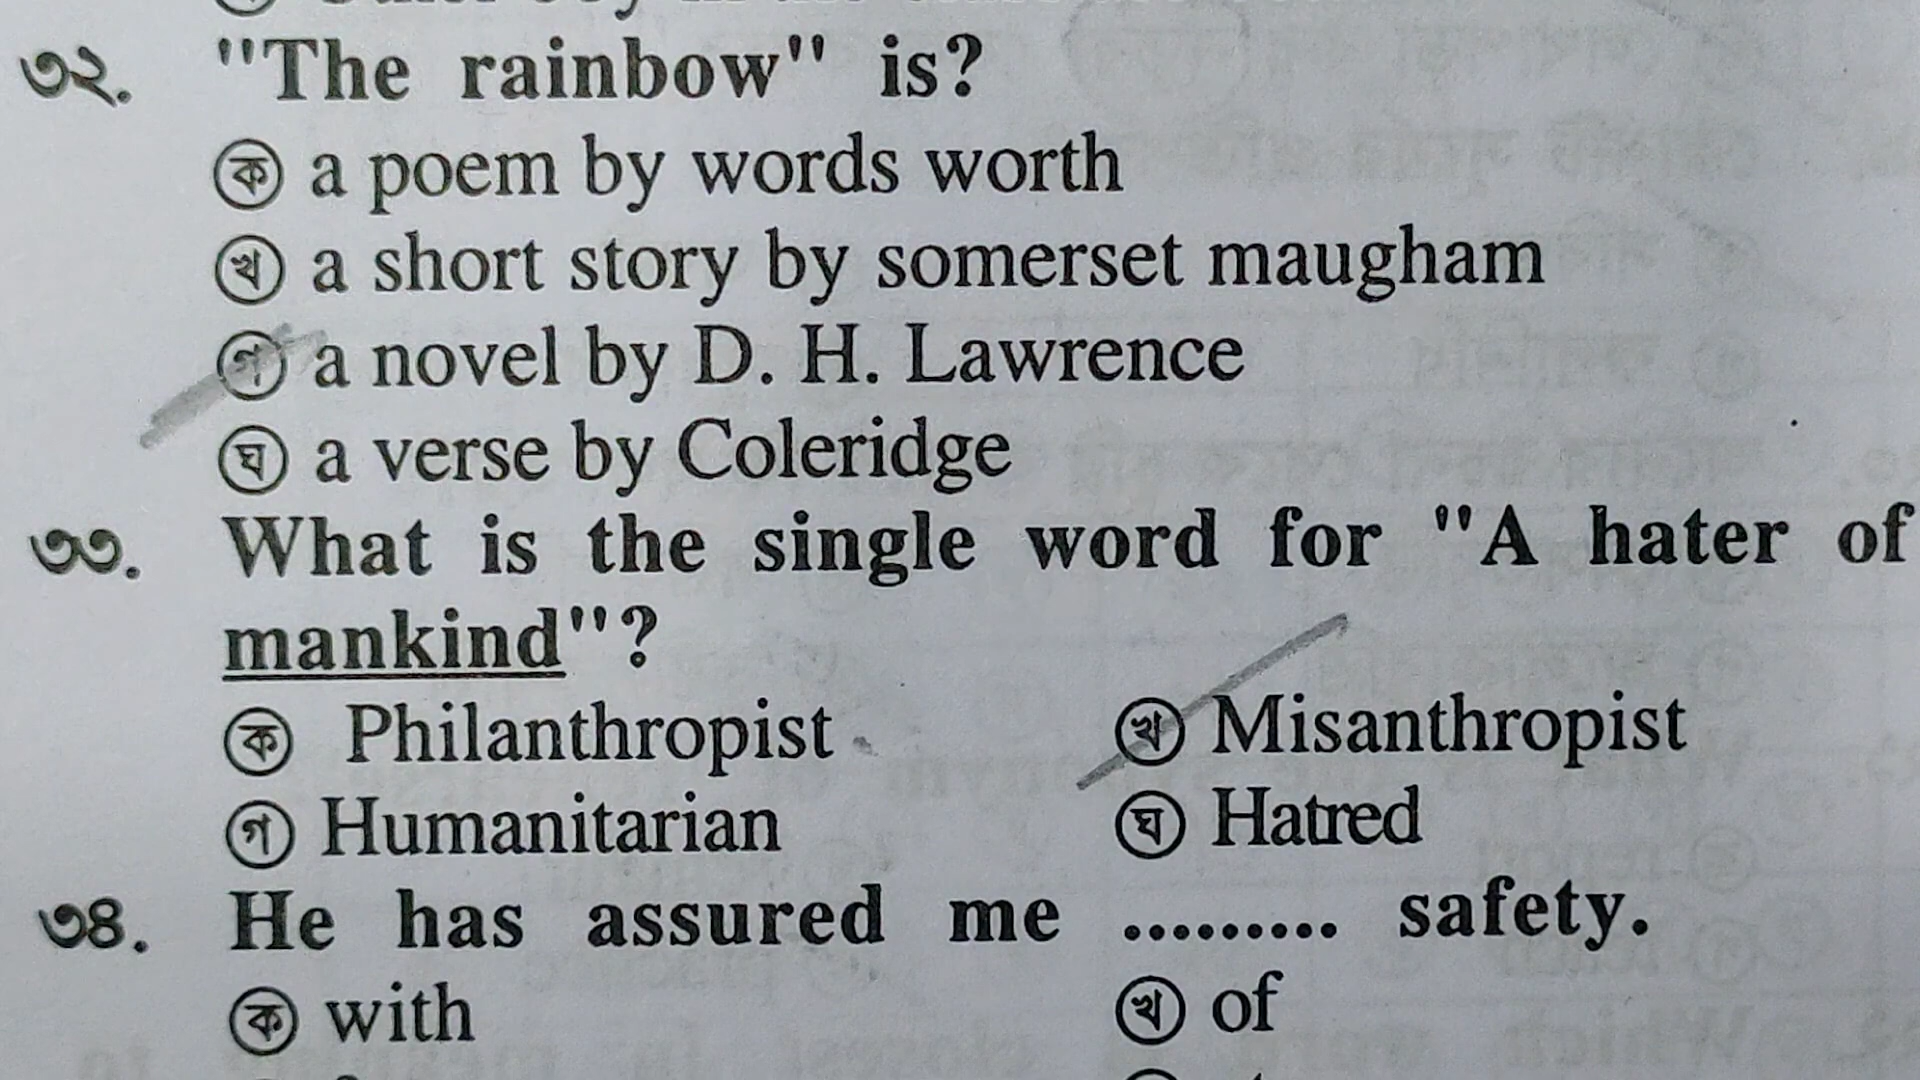 ৩২. "The rainbow" is?
ক a poem by words worth
খ a short story by somerset maugham
গ a novel by D. H. Lawrence
ঘ a verse by Coleridge
৩৩. What is the single word for "A hater of
mankind"?
ক Philanthropist খ Misanthropist
গ Humanitarian ঘ Hatred
৩৪. He has assured me ......... safety.
ক with খ of